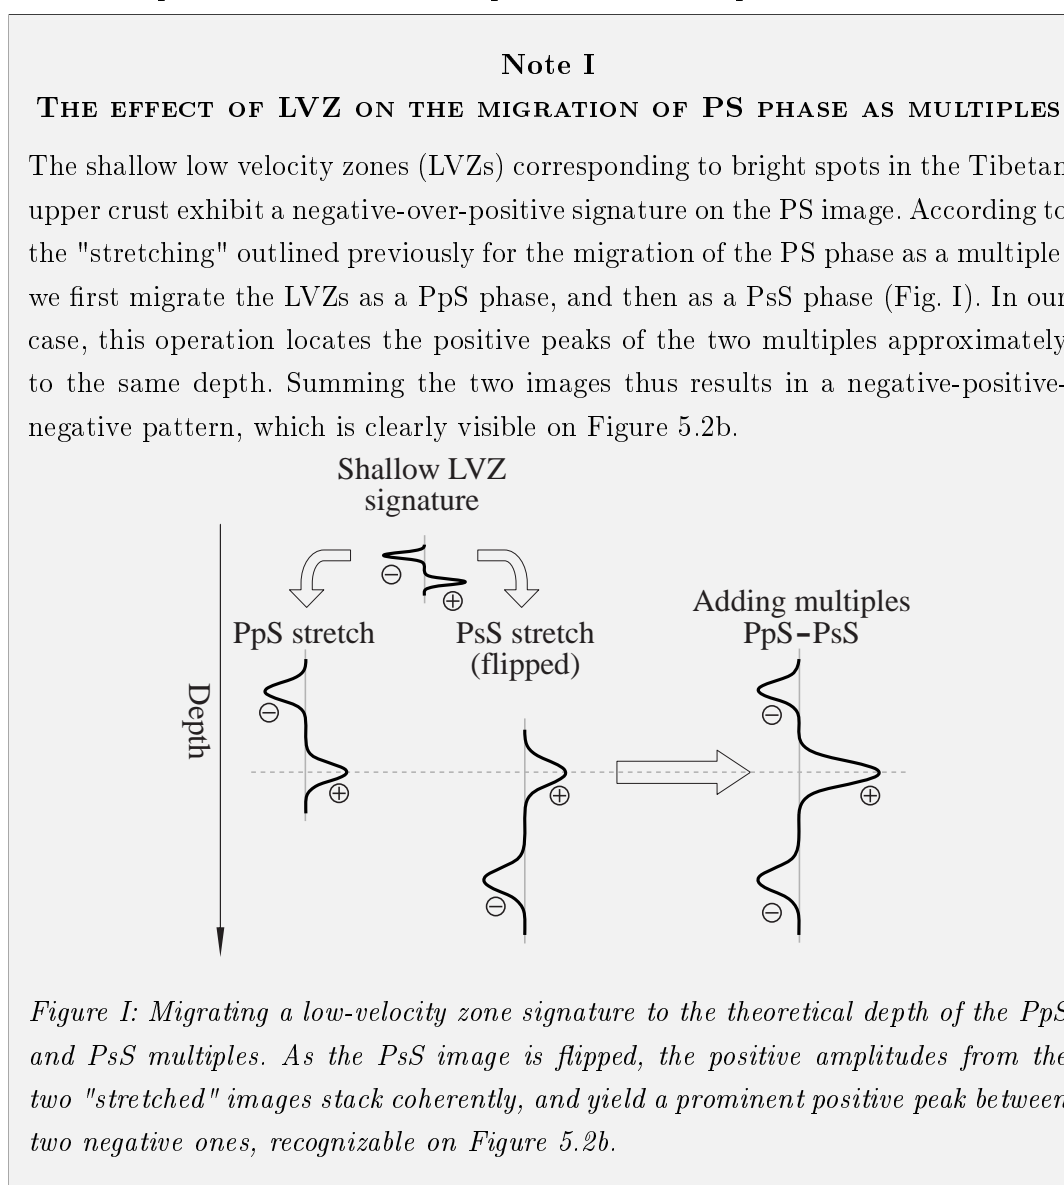 Note I
The effect of LVZ on the migration of PS phase as multiples
The shallow low velocity zones (LVZs) corresponding to bright spots in the Tibetan
upper crust exhibit a negative-over-positive signature on the PS image. According to
the "stretching" outlined previously for the migration of the PS phase as a multiple
we first migrate the LVZs as a PpS phase, and then as a PsS phase (Fig. I). In our
case, this operation locates the positive peaks of the two multiples approximately
to the same depth. Summing the two images thus results in a negative-positive-
negative pattern, which is clearly visible on Figure 5.2b.
Shallow LVZ
signature
−
+
PpS stretch
PsS stretch
(flipped)
Adding multiples
PpS−PsS
Depth
−
+
+
−
−
+
−
Figure I: Migrating a low-velocity zone signature to the theoretical depth of the PpS
and PsS multiples. As the PsS image is flipped, the positive amplitudes from the
two "stretched" images stack coherently, and yield a prominent positive peak between
two negative ones, recognizable on Figure 5.2b.